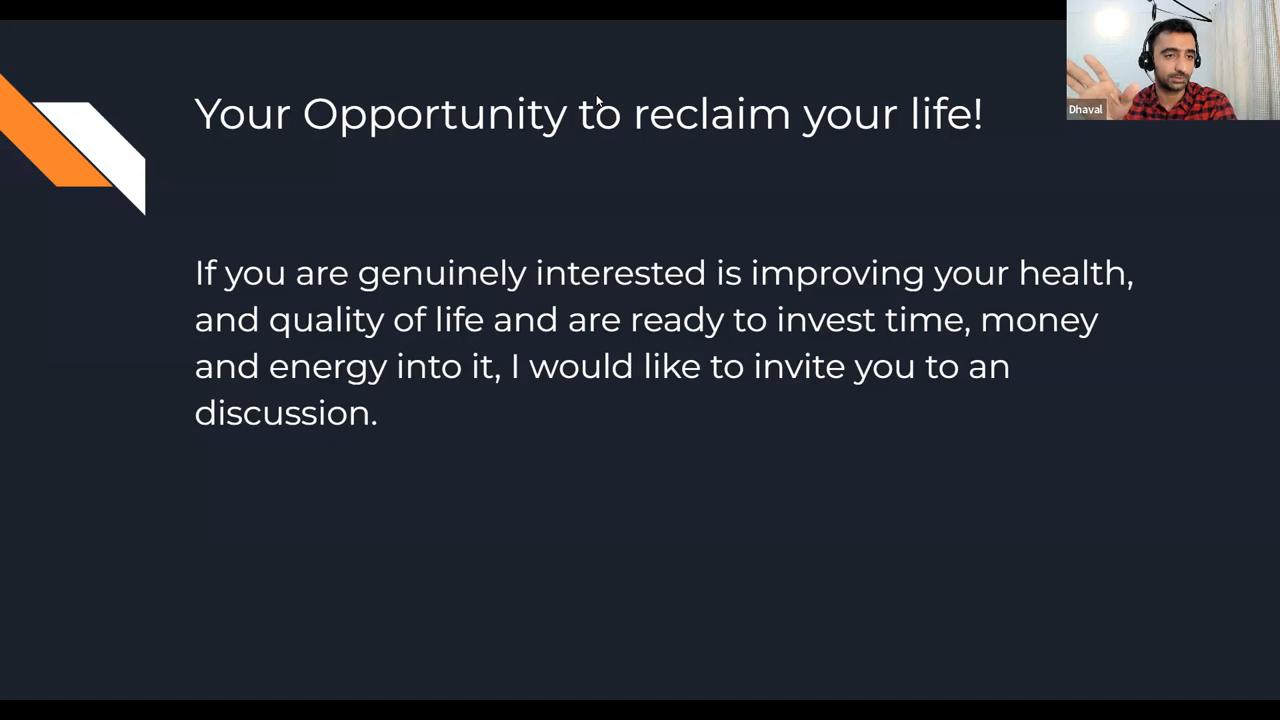 Your Opportunity to reclaim your life!
Dhaval
If you are genuinely interested is improving your health,
and quality of life and are ready to invest time, money
and energy into it, I would like to invite you to an
discussion.